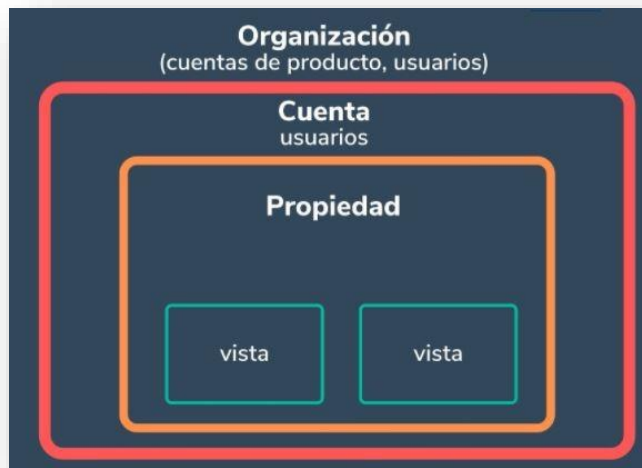 Organización
(cuentas de producto, usuarios)
Cuenta
usuarios
Propiedad
vista
vista